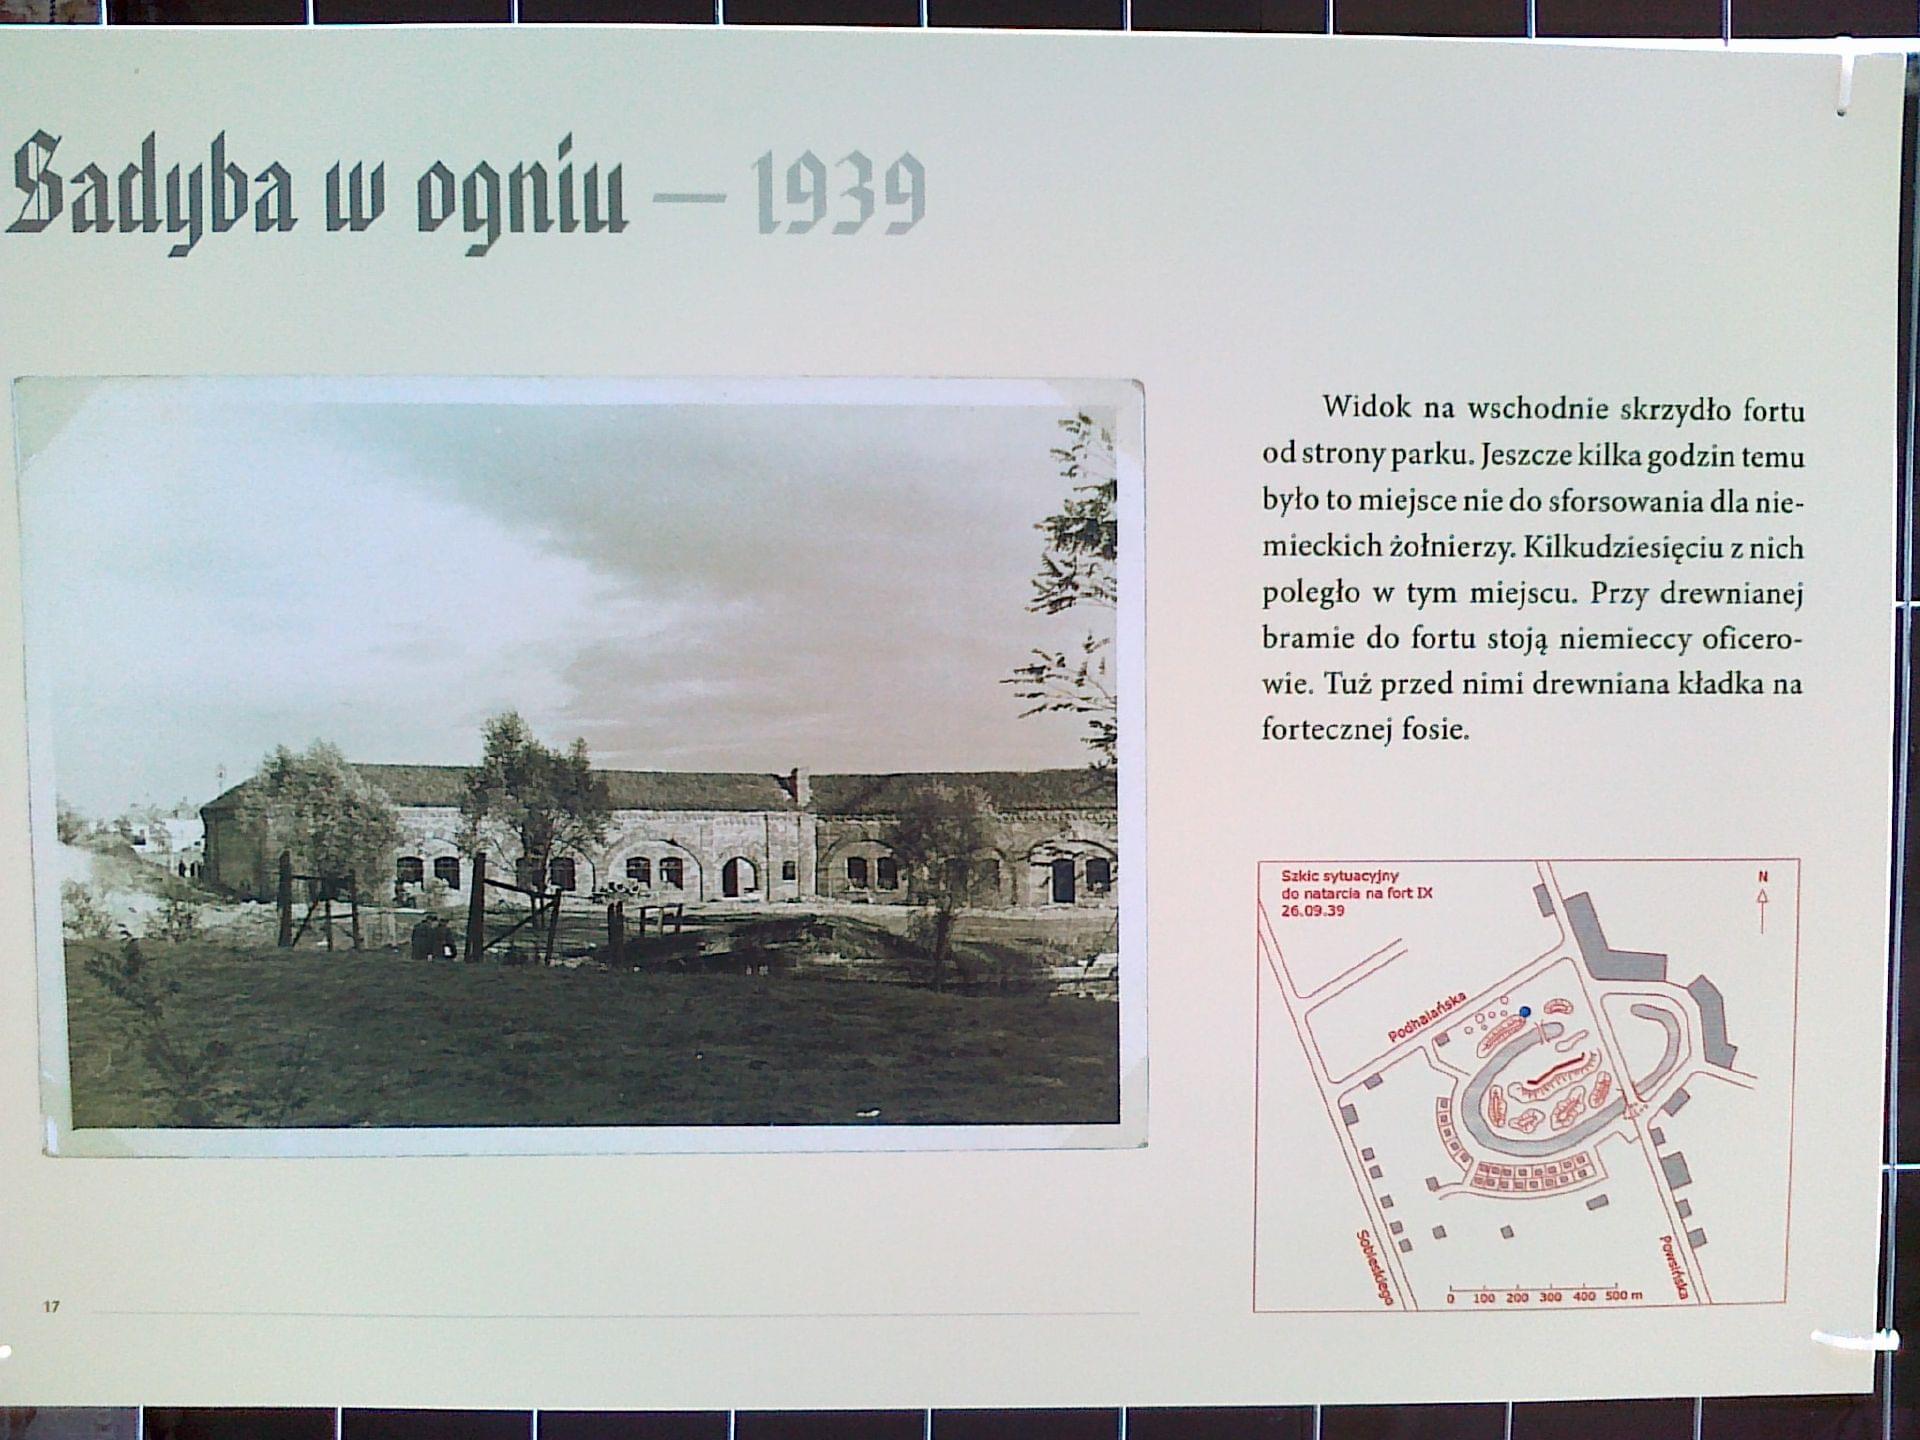 Sadyba w ogniu — 1939
Widok na wschodnie skrzydło fortu
od strony parku. Jeszcze kilka godzin temu
było to miejsce nie do sforsowania dla nie-
mieckich żołnierzy. Kilkudziesięciu z nich
poległo w tym miejscu. Przy drewnianej
bramie do fortu stoją niemieccy oficero-
wie. Tuż przed nimi drewniana kładka na
fortecznej fosie.
Szkic sytuacyjny
do natarcia na fort IX
26.09.39
N
Podhalańska
Sobieskiego
Powsińska
0 100 200 300 400 500 m
17